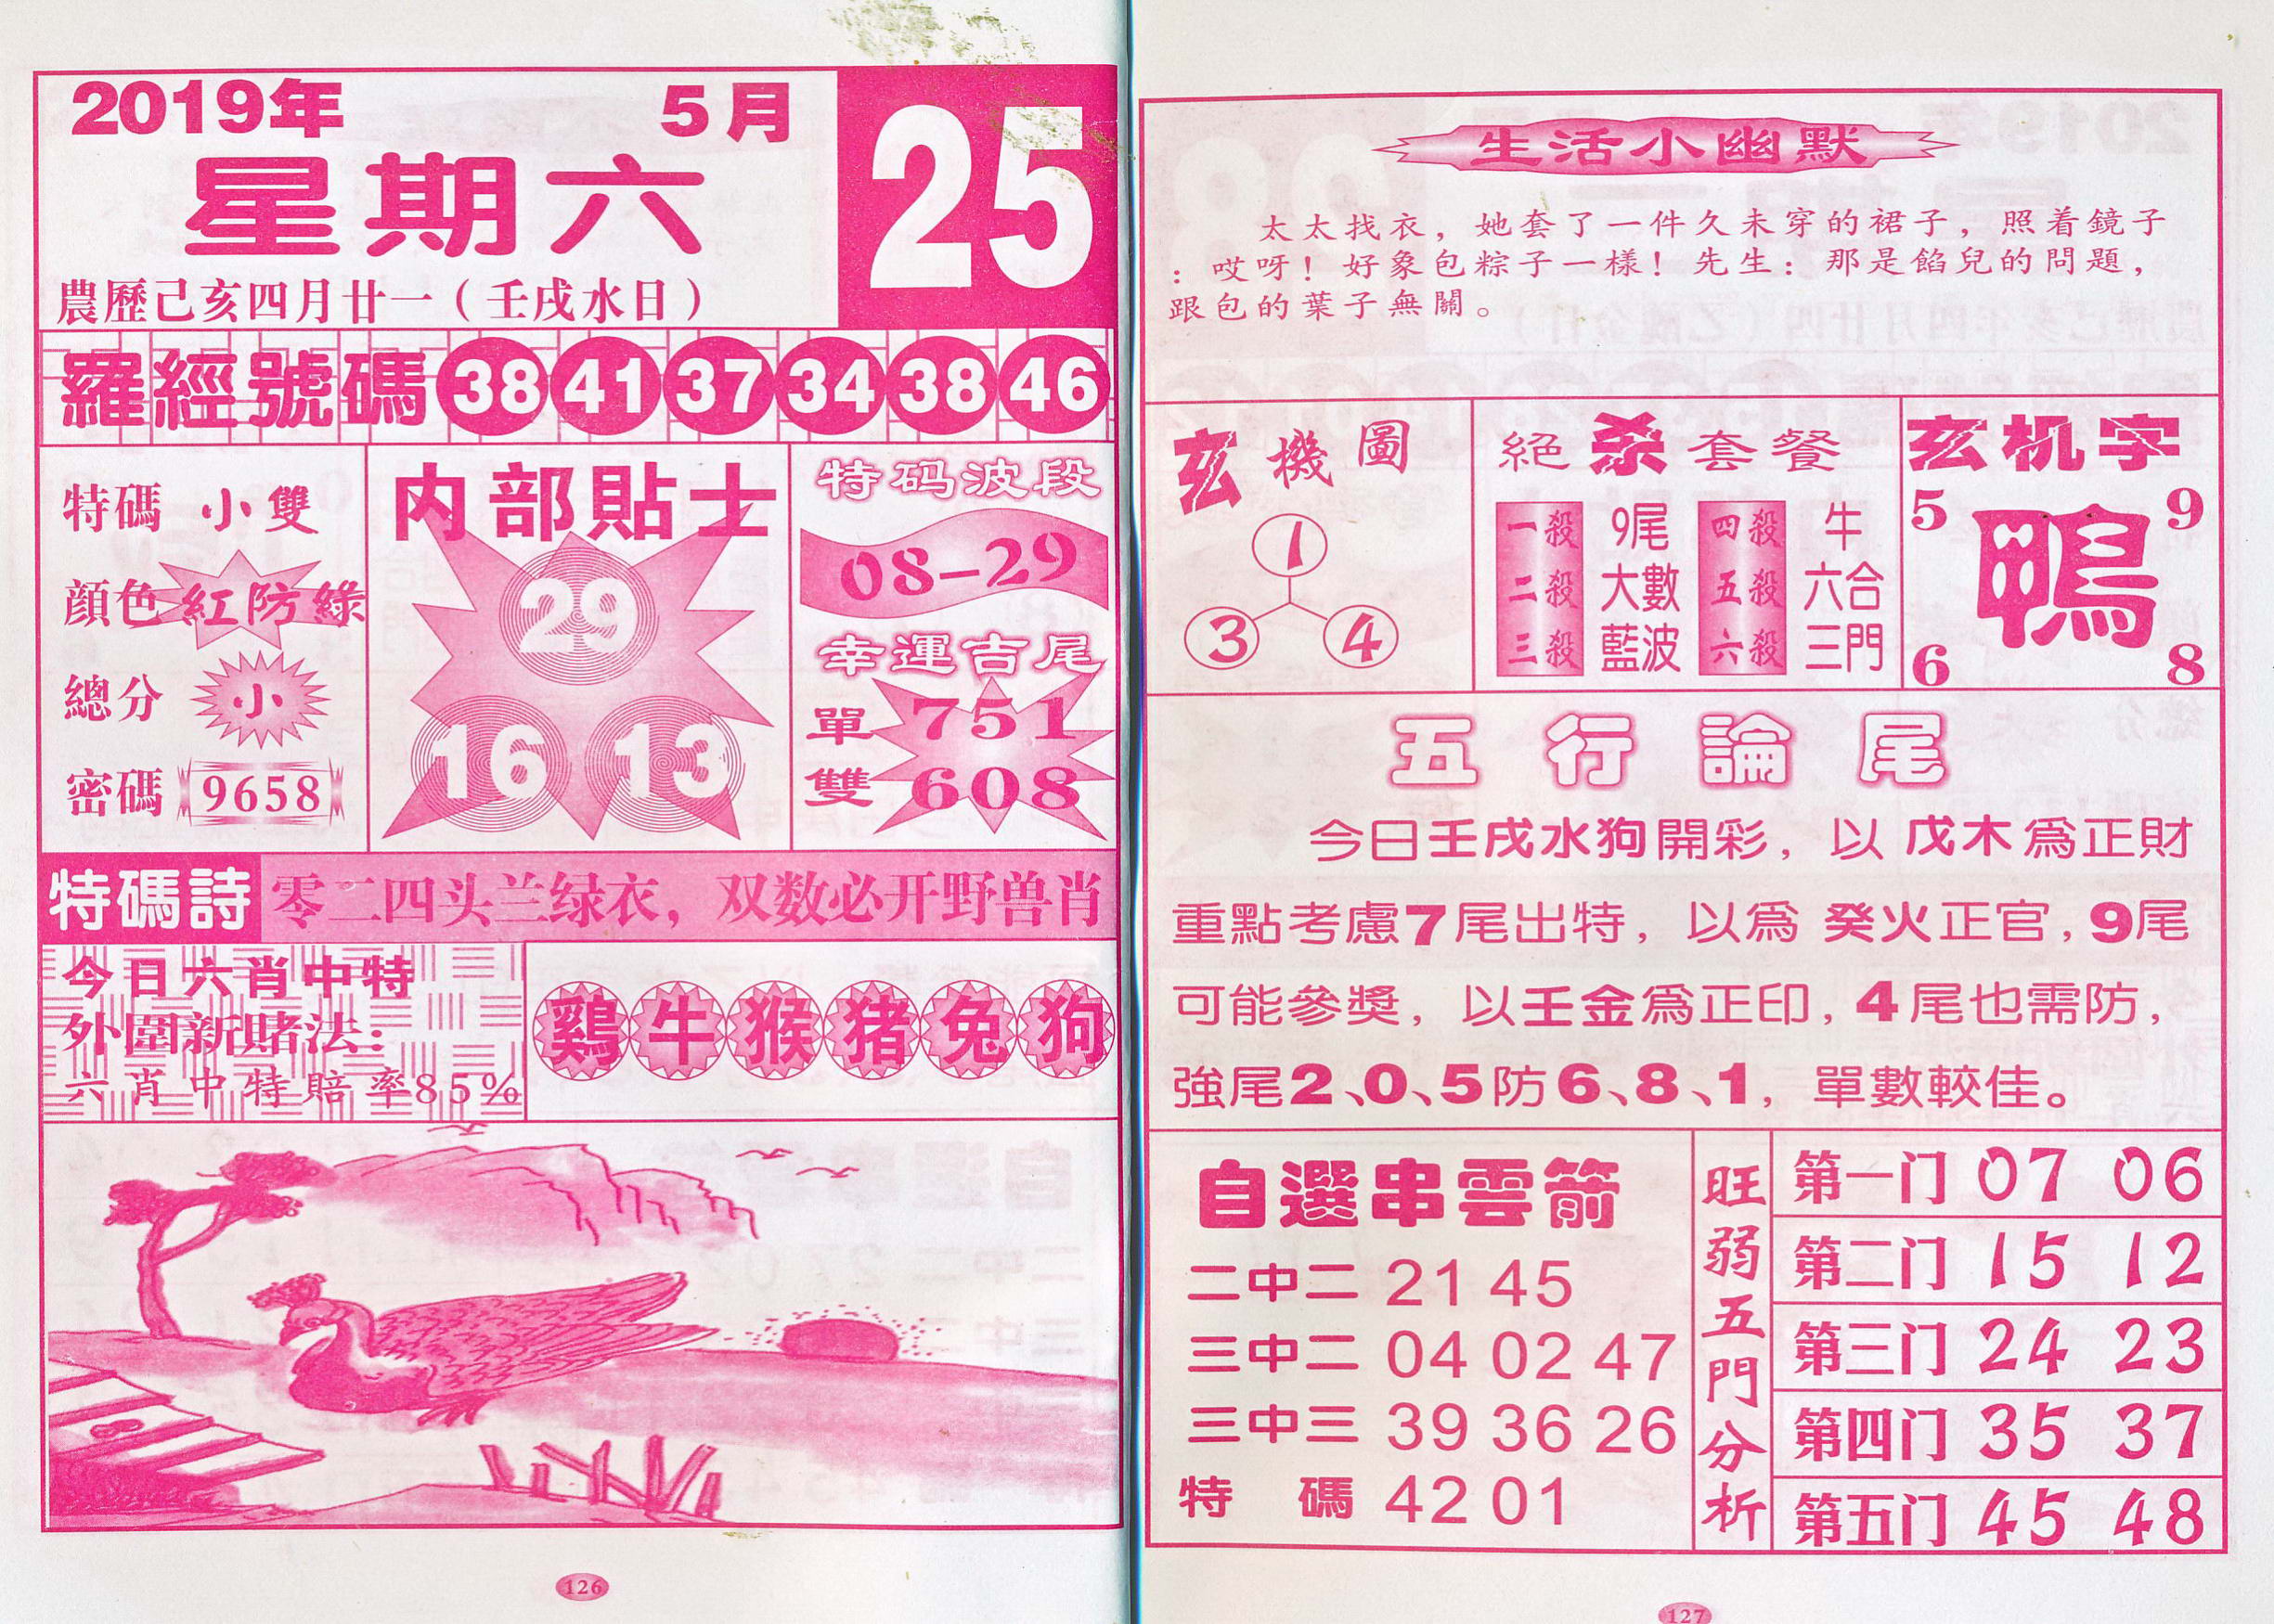 2019年 5月
25
星期六
農歷己亥四月廿一（壬戌水日）
羅經號碼 38 41 37 34 38 46
特碼 小雙
顔色 紅防綠
總分 小
密碼 9658
内部貼士
29
16 13
特码波段
08-29
幸運吉尾
單 751
雙 608
特碼詩 零二四头兰绿衣，双数必开野兽肖
今日六肖中特
外圍新賭法：
六肖中特賠率85%
鷄 牛 猴 猪 兔 狗
126
生活小幽默
太太找衣，她套了一件久未穿的裙子，照着鏡子
：哎呀！好象包粽子一樣！先生：那是餡兒的問題，
跟包的葉子無關。
玄機圖
1
3 4
絕杀套餐
一殺 9尾 四殺 牛
二殺 大數 五殺 六合
三殺 藍波 六殺 三門
玄机字
5 9
鴨
6 8
五行論尾
今日壬戌水狗開彩，以戊木爲正財
重點考慮7尾出特，以爲癸火正官，9尾
可能參獎，以壬金爲正印，4尾也需防，
強尾2、0、5防6、8、1，單數較佳。
自選串雲箭
二中二 21 45
三中二 04 02 47
三中三 39 36 26
特碼 42 01
旺弱五門分析
第一门 07 06
第二门 15 12
第三门 24 23
第四门 35 37
第五门 45 48
127